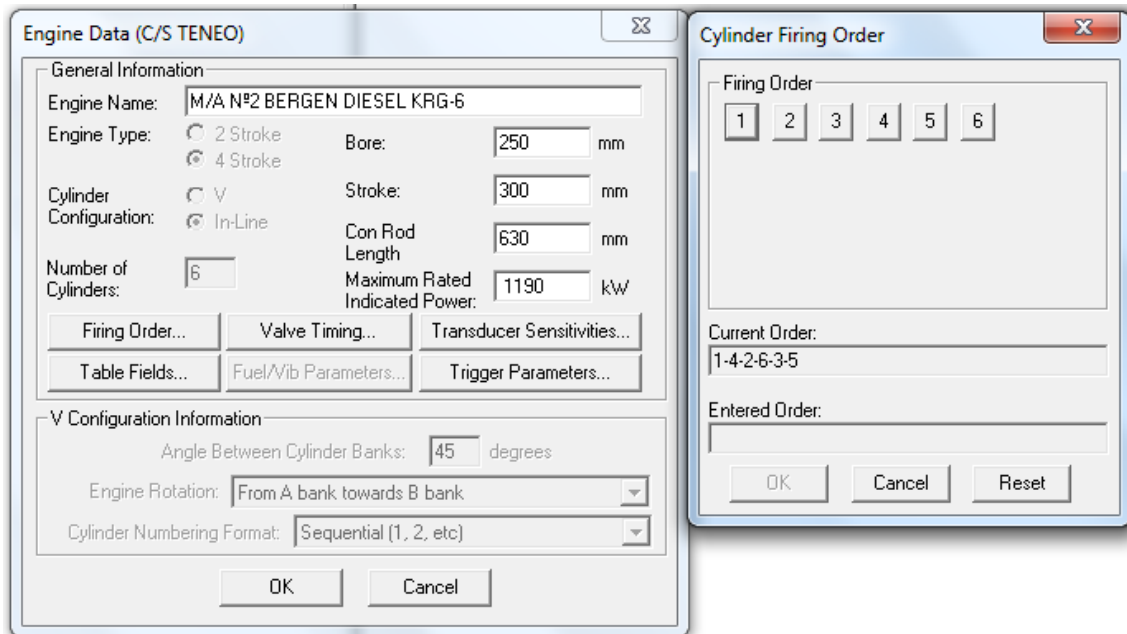 Engine Data (C/S TENEO)
General Information
Engine Name: M/A Nº2 BERGEN DIESEL KRG-6
Engine Type: 2 Stroke
4 Stroke
Bore: 250 mm
Cylinder Configuration: V
In-Line
Stroke: 300 mm
Con Rod Length 630 mm
Number of Cylinders: 6
Maximum Rated Indicated Power: 1190 kW
Firing Order... Valve Timing... Transducer Sensitivities...
Table Fields... Fuel/Vib Parameters... Trigger Parameters...
V Configuration Information
Angle Between Cylinder Banks: 45 degrees
Engine Rotation: From A bank towards B bank
Cylinder Numbering Format: Sequential (1, 2, etc)
OK Cancel
Cylinder Firing Order
Firing Order
1 2 3 4 5 6
Current Order:
1-4-2-6-3-5
Entered Order:
OK Cancel Reset